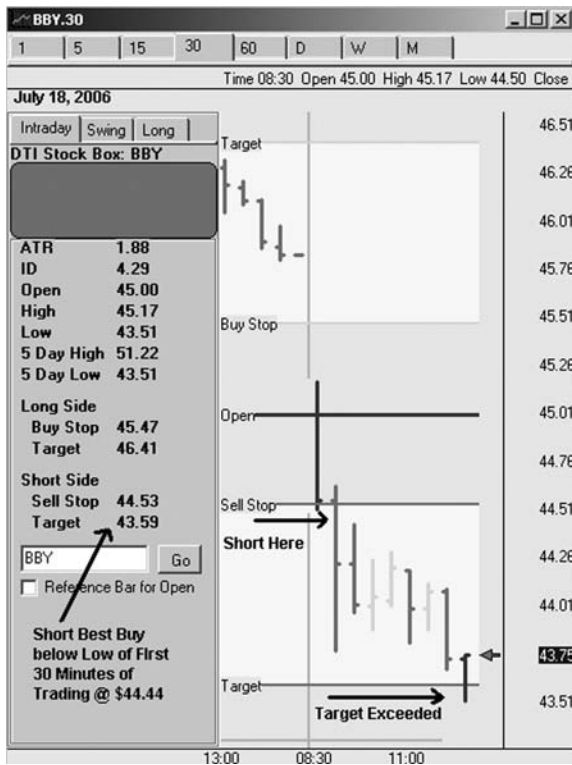 BBY.30
1 5 15 30 60 D W M
Time 08:30 Open 45.00 High 45.17 Low 44.50 Close
July 18, 2006
Intraday Swing Long
DTI Stock Box: BBY
ATR 1.88
ID 4.29
Open 45.00
High 45.17
Low 43.51
5 Day High 51.22
5 Day Low 43.51
Long Side
Buy Stop 45.47
Target 46.41
Short Side
Sell Stop 44.53
Target 43.59
BBY Go
Reference Bar for Open
Short Best Buy
below Low of First
30 Minutes of
Trading @ $44.44
Target
Buy Stop
Open
Sell Stop
Short Here
Target
Target Exceeded
46.51
46.26
46.01
45.76
45.51
45.26
45.01
44.76
44.51
44.26
44.01
43.75
43.51
13:00 08:30 11:00